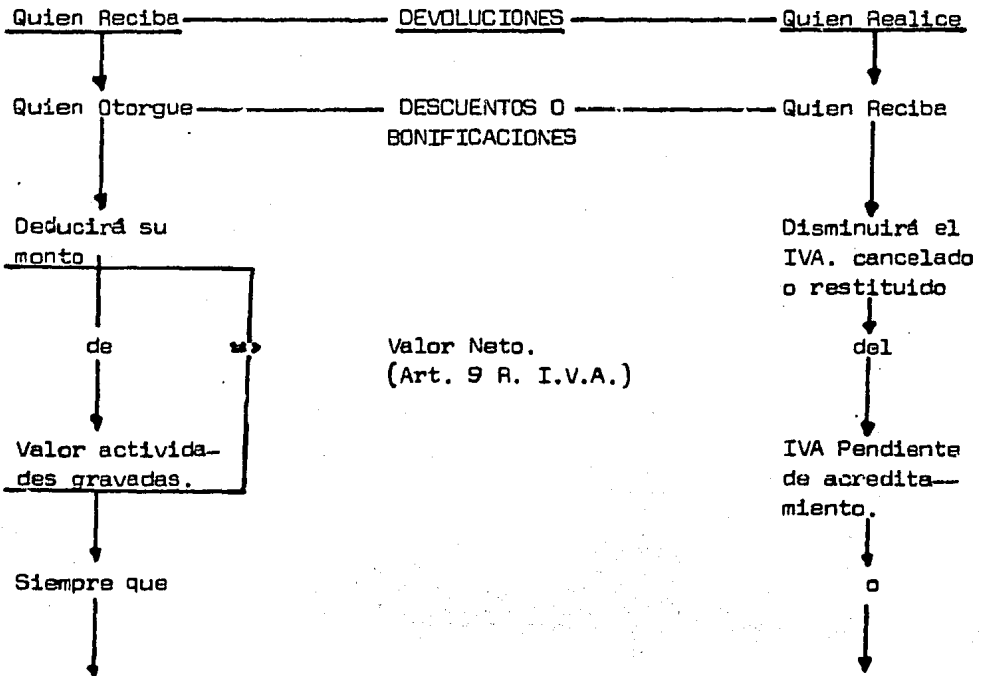 Quien Reciba DEVOLUCIONES Quien Realice
Quien Otorgue DESCUENTOS O Quien Reciba
BONIFICACIONES
Deducirá su Disminuirá el
monto IVA. cancelado
o restituido
de Valor Neto. del
(Art. 9 R. I.V.A.)
Valor activida- IVA Pendiente
des gravadas. de acredita-
miento.
Siempre que o